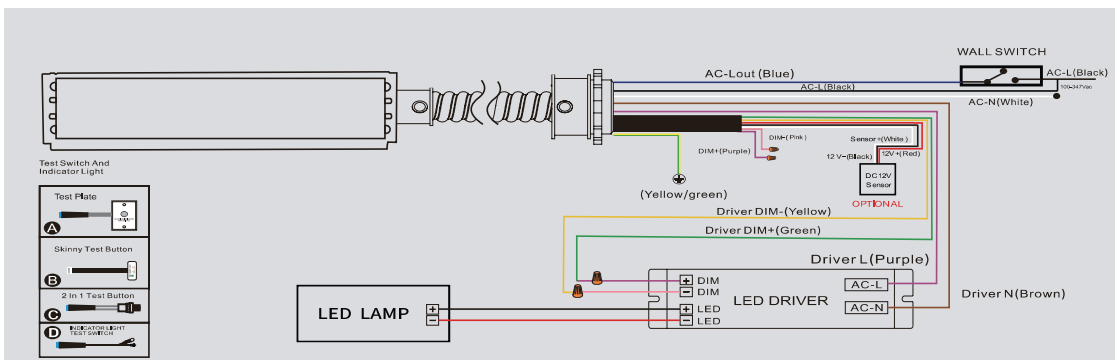 WALL SWITCH
AC-Lout (Blue)
AC-L(Black)
AC-L(Black)
100-347Vac
AC-N(White)
DIM-(Pink)
DIM+(Purple)
Sensor+(White)
12 V-(Black)
12V+(Red)
DC12V
Sensor
OPTIONAL
(Yellow/green)
Test Switch And
Indicator Light
Test Plate
A
Skinny Test Button
B
2 In 1 Test Button
C
INDICATOR LIGHT
TEST SWITCH
D
Driver DIM-(Yellow)
Driver DIM+(Green)
Driver L(Purple)
Driver N(Brown)
LED LAMP
+
-
+ DIM
- DIM
+ LED
- LED
LED DRIVER
AC-L
AC-N